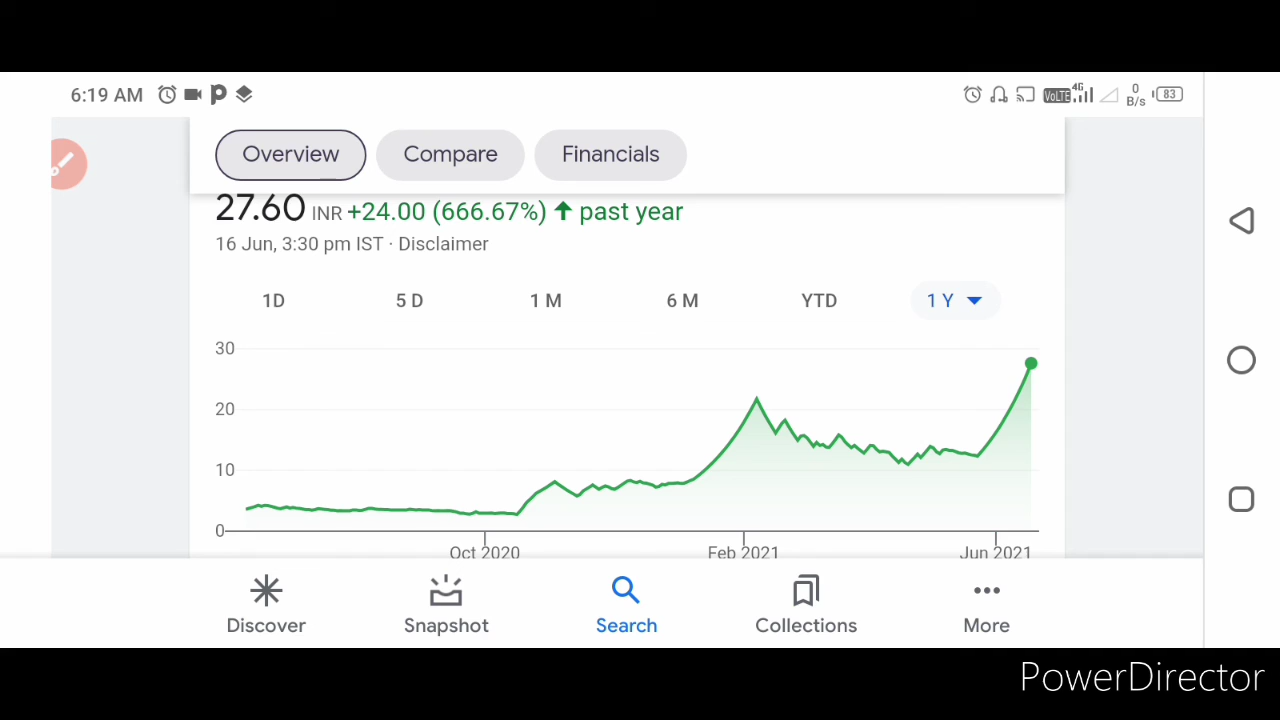 6:19 AM
VoLTE 4G 0 B/s 83
Overview Compare Financials
27.60 INR +24.00 (666.67%) past year
16 Jun, 3:30 pm IST · Disclaimer
1D 5 D 1 M 6 M YTD 1 Y
30
20
10
0
Oct 2020 Feb 2021 Jun 2021
Discover Snapshot Search Collections More
PowerDirector